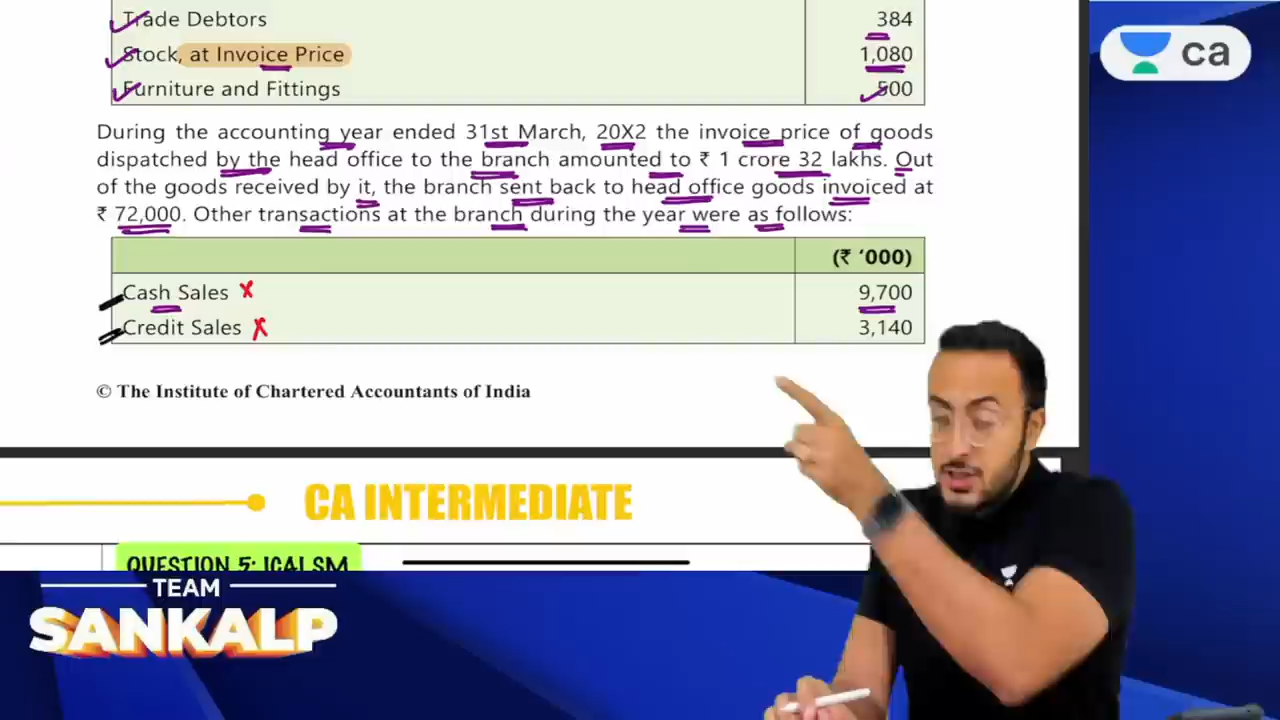 Trade Debtors 384
Stock, at Invoice Price 1,080
Furniture and Fittings 500
During the accounting year ended 31st March, 20X2 the invoice price of goods
dispatched by the head office to the branch amounted to ₹ 1 crore 32 lakhs. Out
of the goods received by it, the branch sent back to head office goods invoiced at
₹ 72,000. Other transactions at the branch during the year were as follows:
(₹ ‘000)
Cash Sales 9,700
Credit Sales 3,140
© The Institute of Chartered Accountants of India
CA INTERMEDIATE
QUESTION 5: ICAI SM
TEAM
SANKALP
ca